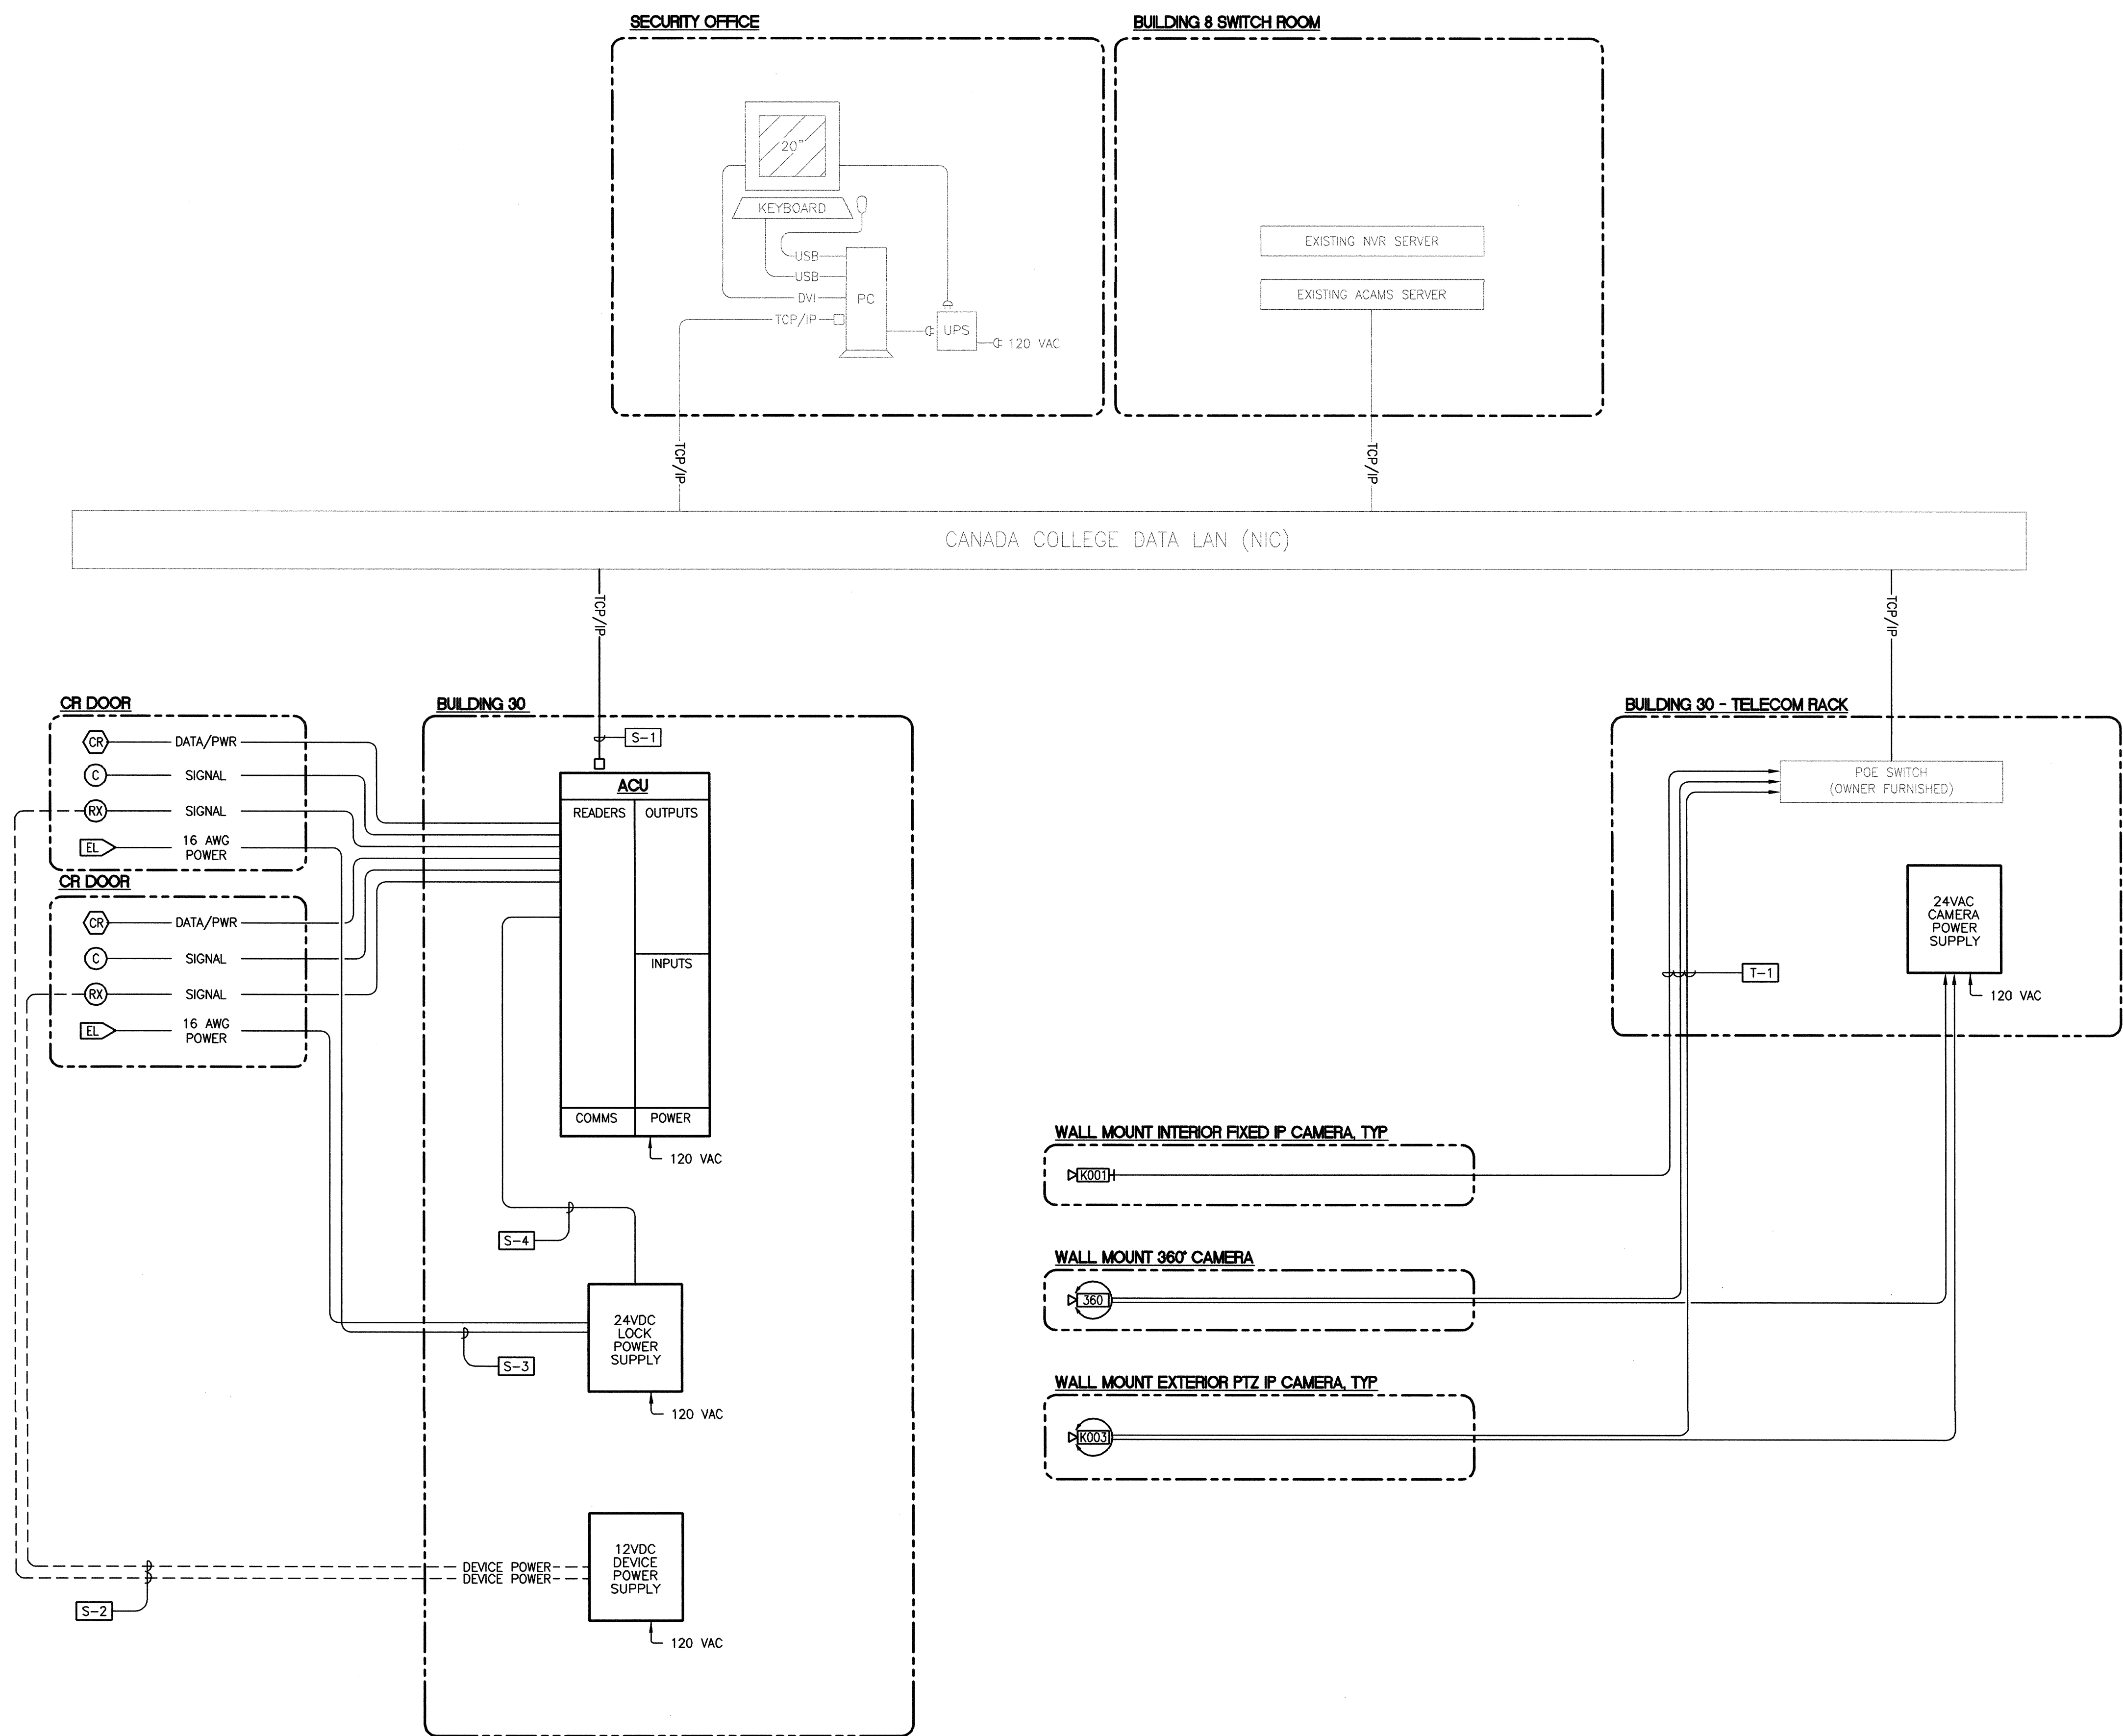 SECURITY OFFICE
BUILDING 8 SWITCH ROOM
20"
KEYBOARD
USB
USB
DVI
TCP/IP
PC
UPS
120 VAC
EXISTING NVR SERVER
EXISTING ACAMS SERVER
TCP/IP
TCP/IP
CANADA COLLEGE DATA LAN (NIC)
TCP/IP
TCP/IP
CR DOOR
CR
DATA/PWR
C
SIGNAL
RX
SIGNAL
EL
16 AWG
POWER
CR DOOR
CR
DATA/PWR
C
SIGNAL
RX
SIGNAL
EL
16 AWG
POWER
BUILDING 30
S-1
ACU
READERS
OUTPUTS
INPUTS
COMMS
POWER
120 VAC
S-4
24VDC
LOCK
POWER
SUPPLY
S-3
120 VAC
12VDC
DEVICE
POWER
SUPPLY
DEVICE POWER
DEVICE POWER
S-2
120 VAC
BUILDING 30 - TELECOM RACK
POE SWITCH
(OWNER FURNISHED)
24VAC
CAMERA
POWER
SUPPLY
T-1
120 VAC
WALL MOUNT INTERIOR FIXED IP CAMERA, TYP
K001
WALL MOUNT 360° CAMERA
360
WALL MOUNT EXTERIOR PTZ IP CAMERA, TYP
K003